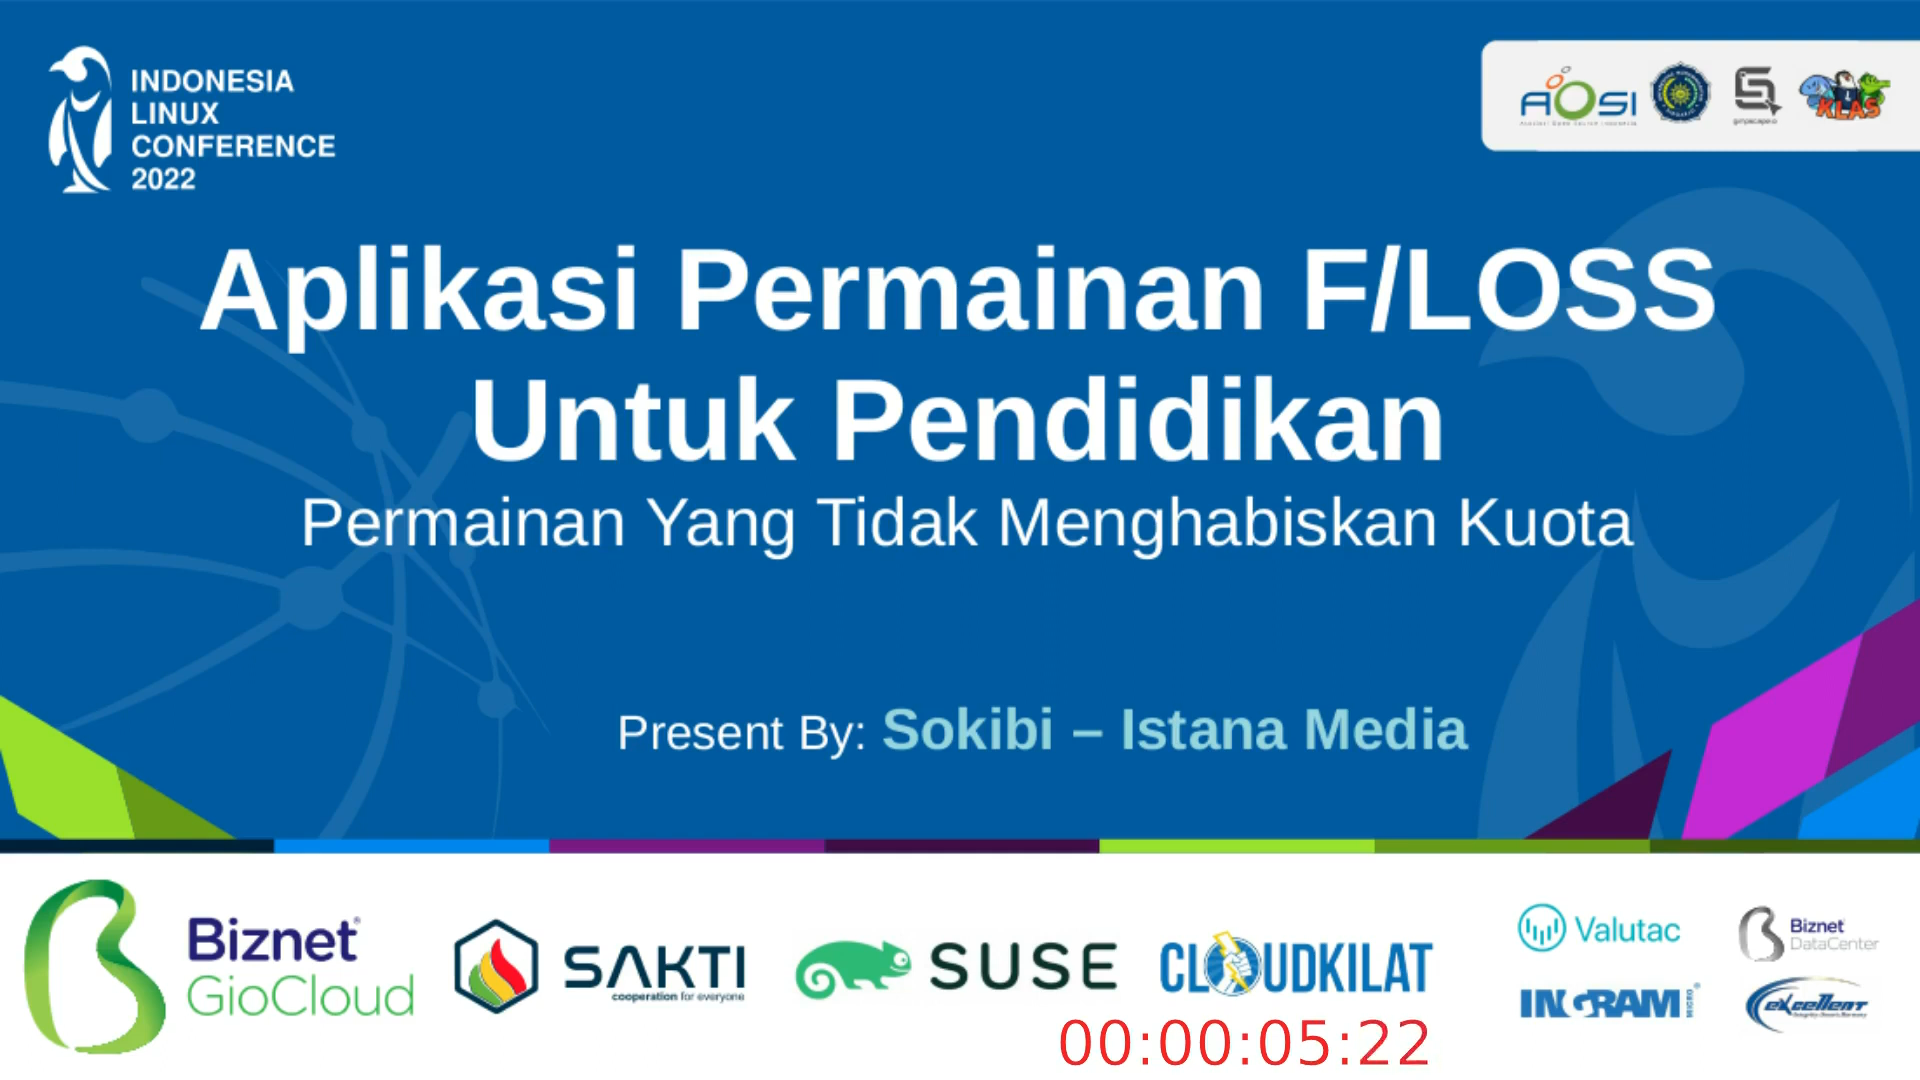 INDONESIA
LINUX
CONFERENCE
2022
AOSI
KLAS
Aplikasi Permainan F/LOSS
Untuk Pendidikan
Permainan Yang Tidak Menghabiskan Kuota
Present By: Sokibi – Istana Media
Biznet
GioCloud
SAKTI
cooperation for everyone
SUSE
CLOUDKILAT
Valutac
Biznet
DataCenter
INGRAM MICRO
excellent
00:00:05:22